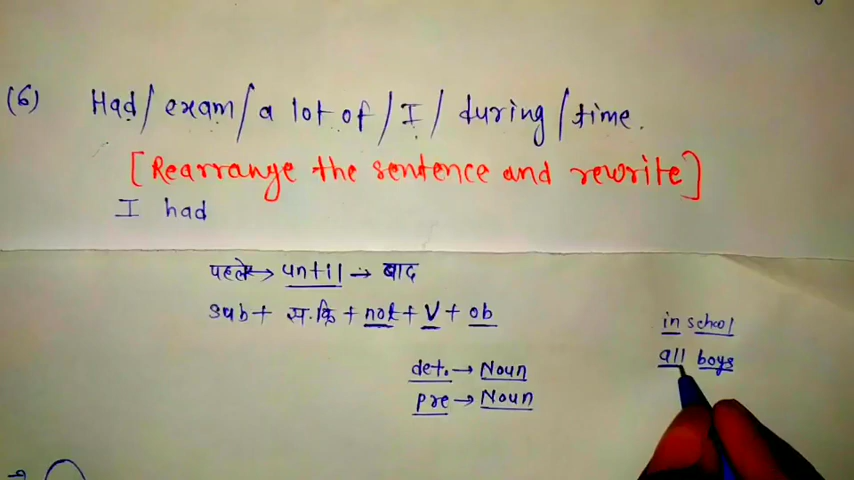 (6) Had/ exam/ a lot of / I / during / time.
[Rearrange the sentence and rewrite]
I had
पहले → until → बाद
sub + स.क्रि + not + V + ob
in school
all boys
det. → Noun
pre → Noun